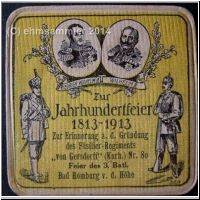 (c) ehmsammler 2014
Zur
Jahrhundertfeier
1813-1913
Zur Erinnerung a. d. Gründung
des Füsilier-Regiments
„von Gersdorff” (Kurh.) Nr. 80
Feier des 3. Batl.
Bad Homburg v. d. Höhe